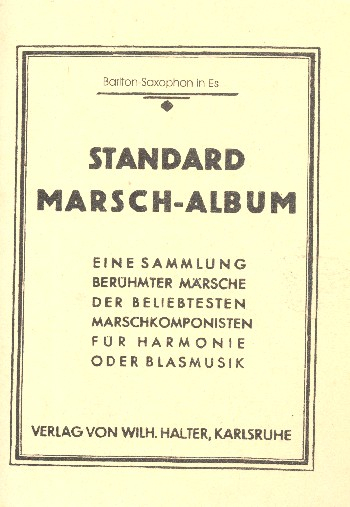 Bariton Saxophon in Es
STANDARD
MARSCH-ALBUM
EINE SAMMLUNG
BERÜHMTER MÄRSCHE
DER BELIEBTESTEN
MARSCHKOMPONISTEN
FÜR HARMONIE
ODER BLASMUSIK
VERLAG VON WILH. HALTER, KARLSRUHE